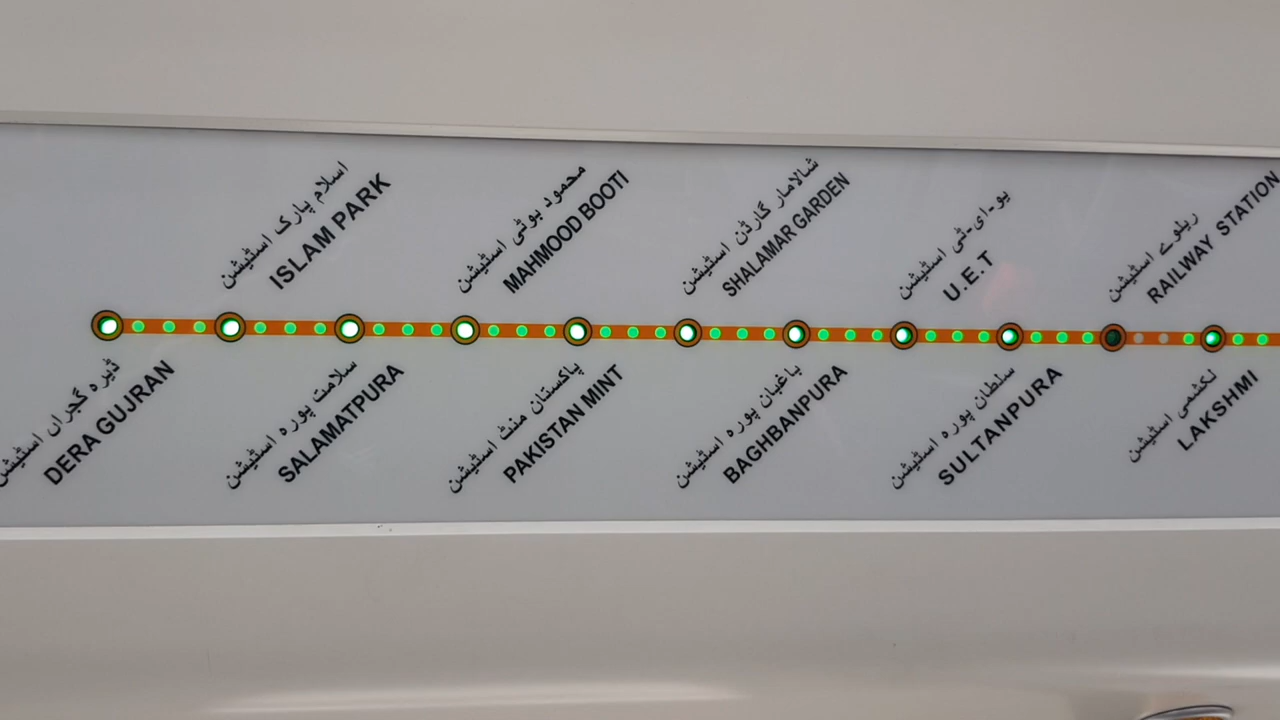 اسلام پارک اسٹیشن
ISLAM PARK
محمود بوٹی اسٹیشن
MAHMOOD BOOTI
شالامار گارڈن اسٹیشن
SHALAMAR GARDEN
یو-ای-ٹی اسٹیشن
U.E.T
ریلوے اسٹیشن
RAILWAY STATION
ڈیرہ گجراں اسٹیشن
DERA GUJRAN
سلامت پورہ اسٹیشن
SALAMATPURA
پاکستان منٹ اسٹیشن
PAKISTAN MINT
باغبان پورہ اسٹیشن
BAGHBANPURA
سلطان پورہ اسٹیشن
SULTANPURA
لکشمی اسٹیشن
LAKSHMI